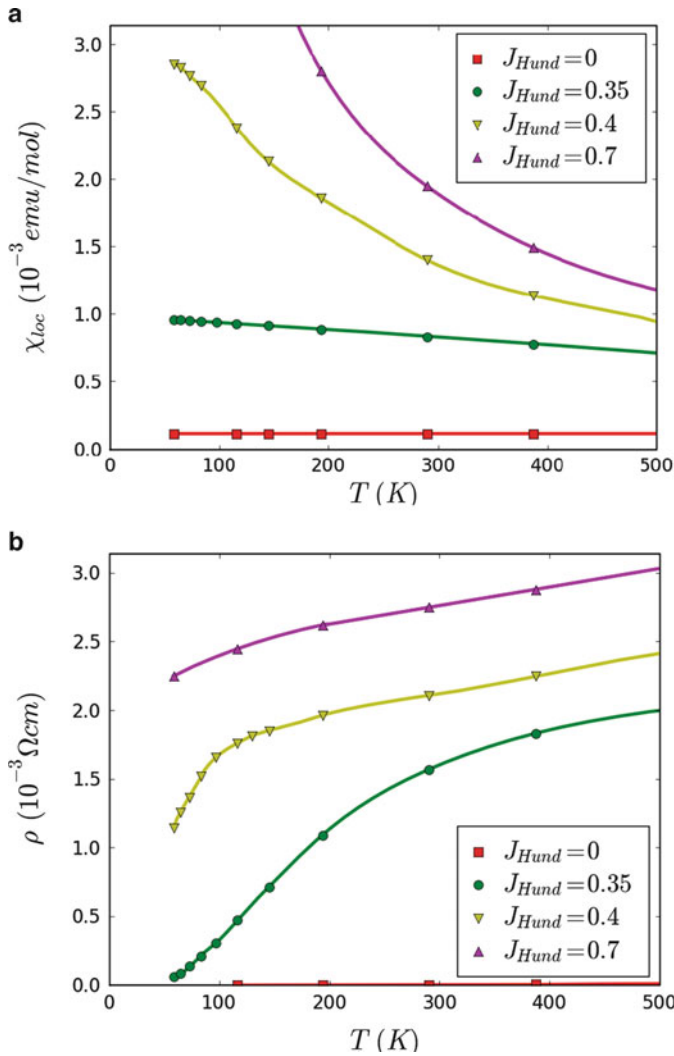 a
3.0
2.5
2.0
1.5
1.0
0.5
0.0
χ_loc (10⁻³ emu/mol)
J_Hund=0
J_Hund=0.35
J_Hund=0.4
J_Hund=0.7
0 100 200 300 400 500
T (K)
b
3.0
2.5
2.0
1.5
1.0
0.5
0.0
ρ (10⁻³ Ωcm)
J_Hund=0
J_Hund=0.35
J_Hund=0.4
J_Hund=0.7
0 100 200 300 400 500
T (K)